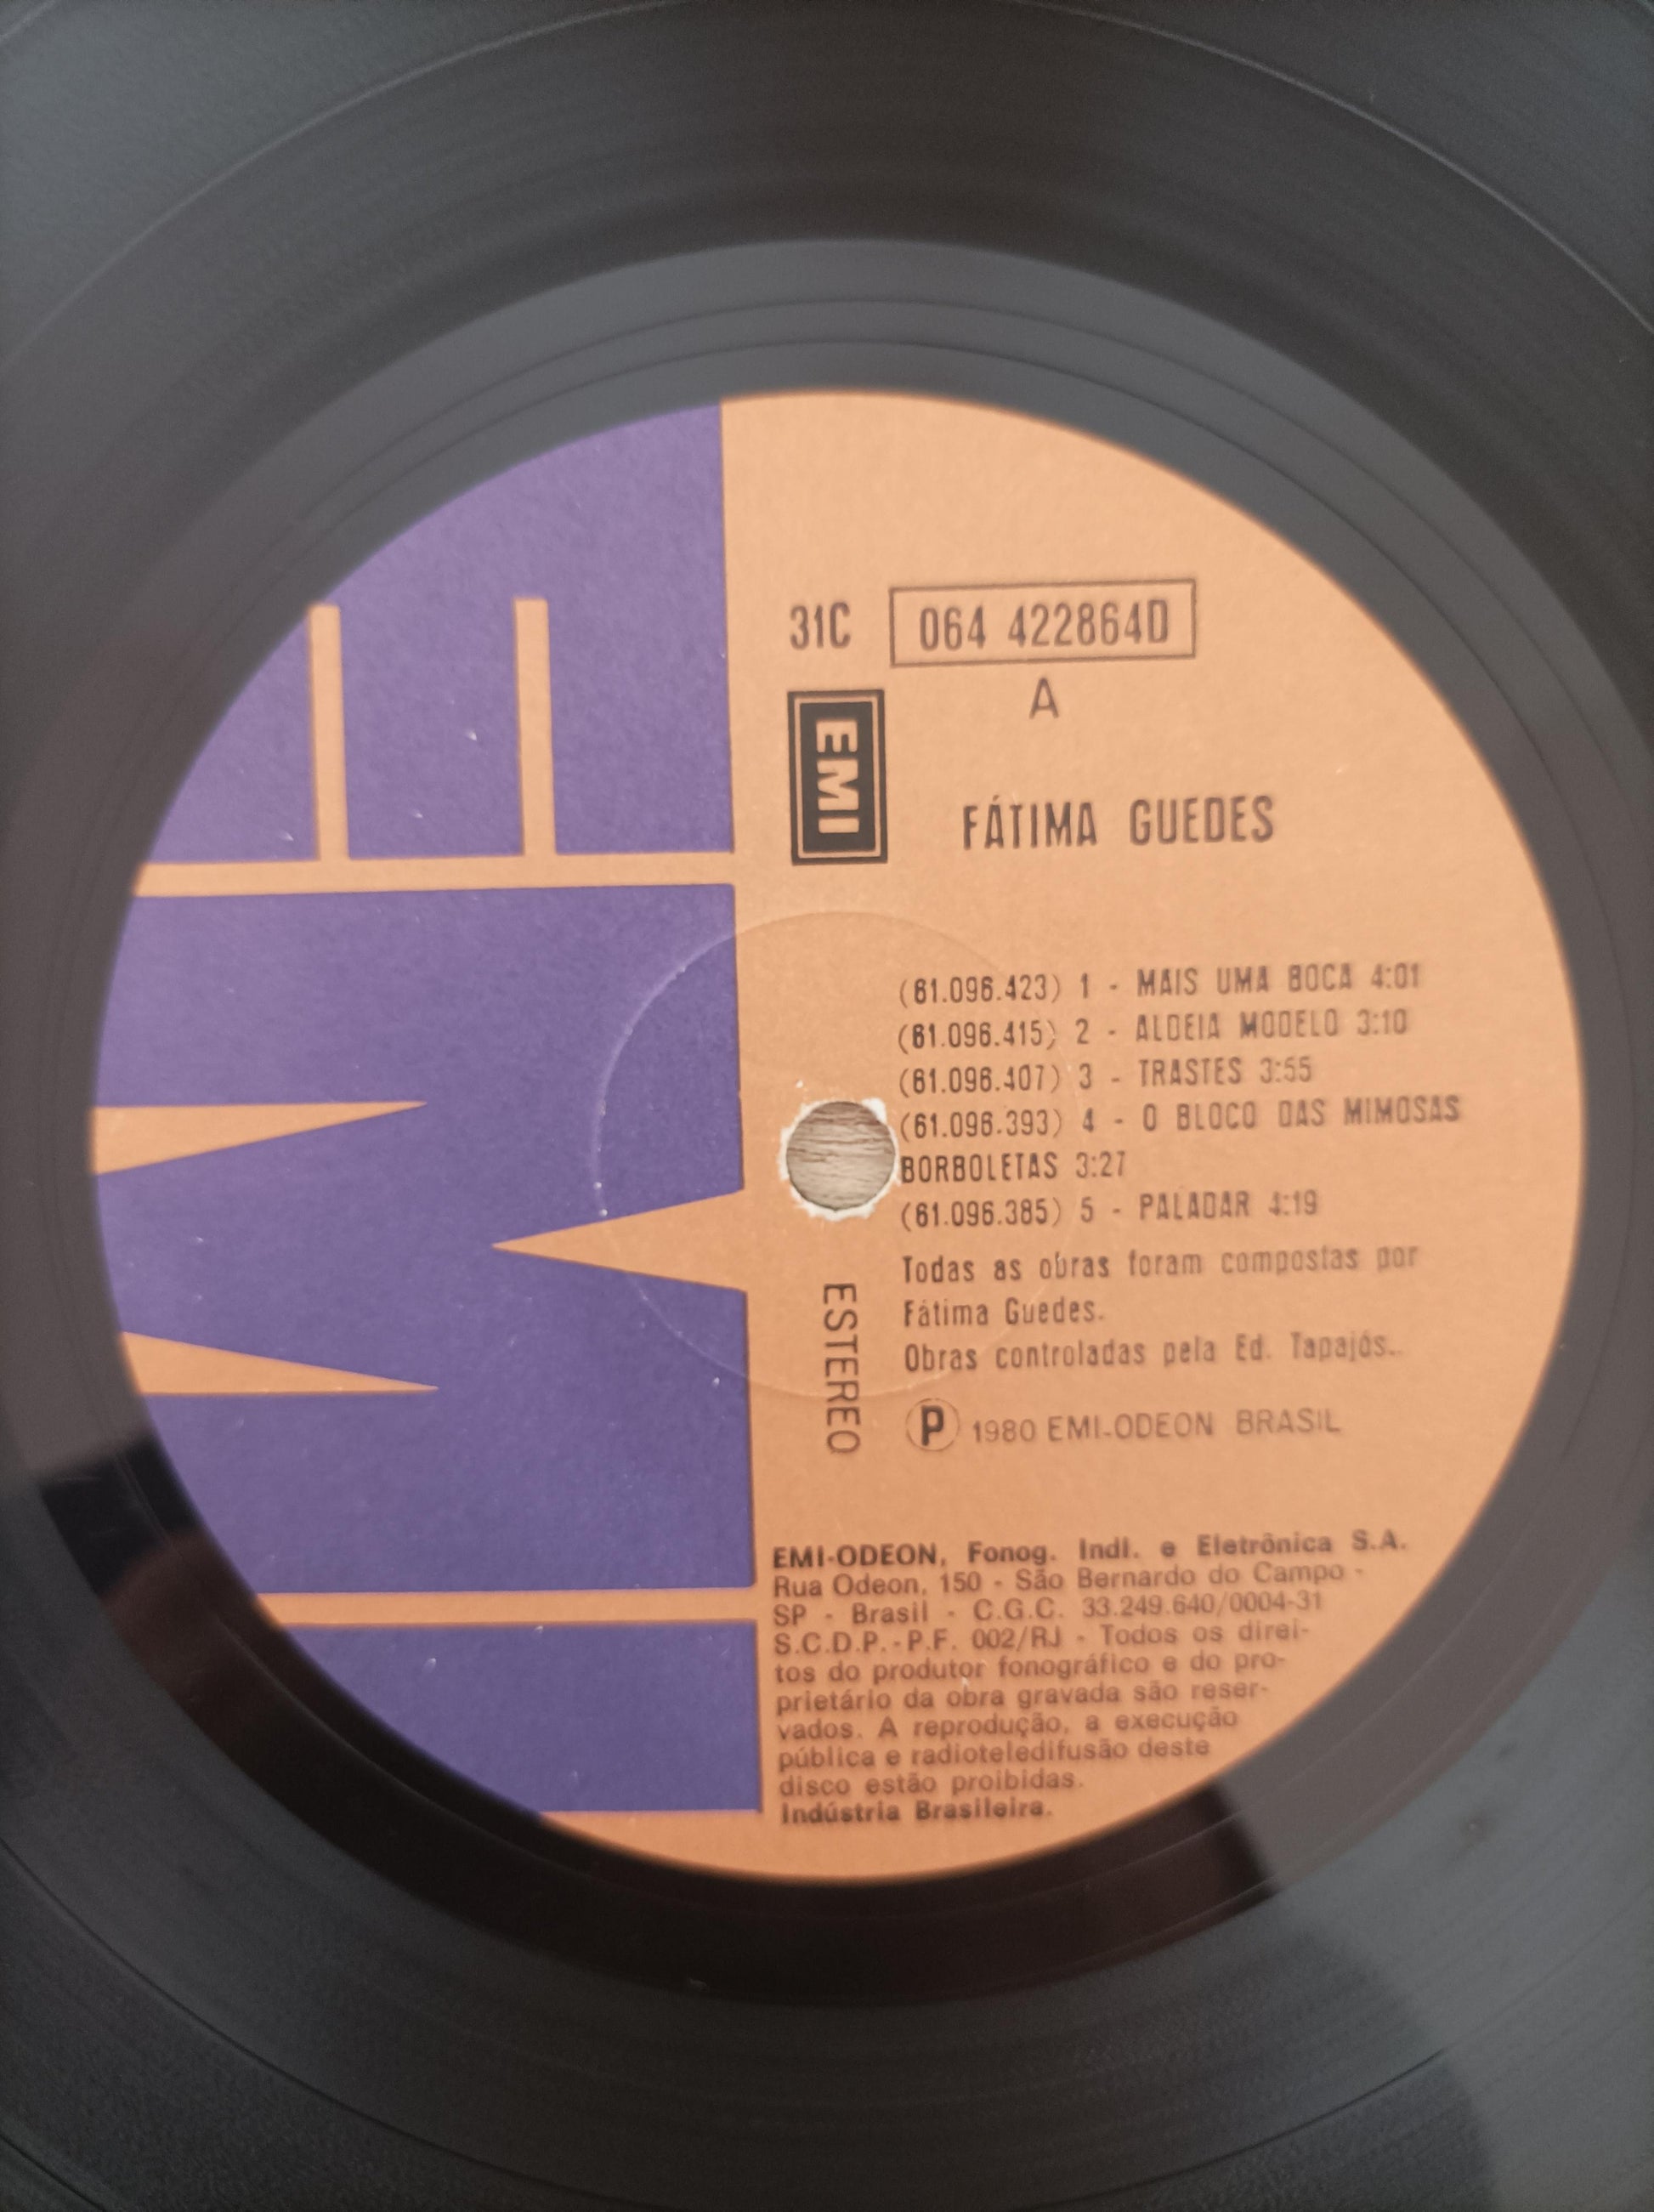 31C 064 422864D
A
EMI
FÁTIMA GUEDES
(61.096.423) 1 - MAIS UMA BOCA 4:01
(61.096.415) 2 - ALDEIA MODELO 3:10
(61.096.407) 3 - TRASTES 3:55
(61.096.393) 4 - O BLOCO DAS MIMOSAS
BORBOLETAS 3:27
(61.096.385) 5 - PALADAR 4:19
Todas as obras foram compostas por
Fátima Guedes.
Obras controladas pela Ed. Tapajós..
ESTEREO
Ⓟ 1980 EMI-ODEON BRASIL
EMI-ODEON, Fonog. Indl. e Eletrônica S.A.
Rua Odeon, 150 - São Bernardo do Campo -
SP - Brasil - C.G.C. 33.249.640/0004-31
S.C.D.P.-P.F. 002/RJ - Todos os direi-
tos do produtor fonográfico e do pro-
prietário da obra gravada são reser-
vados. A reprodução, a execução
pública e radioteledifusão deste
disco estão proibidas.
Indústria Brasileira.
EMI